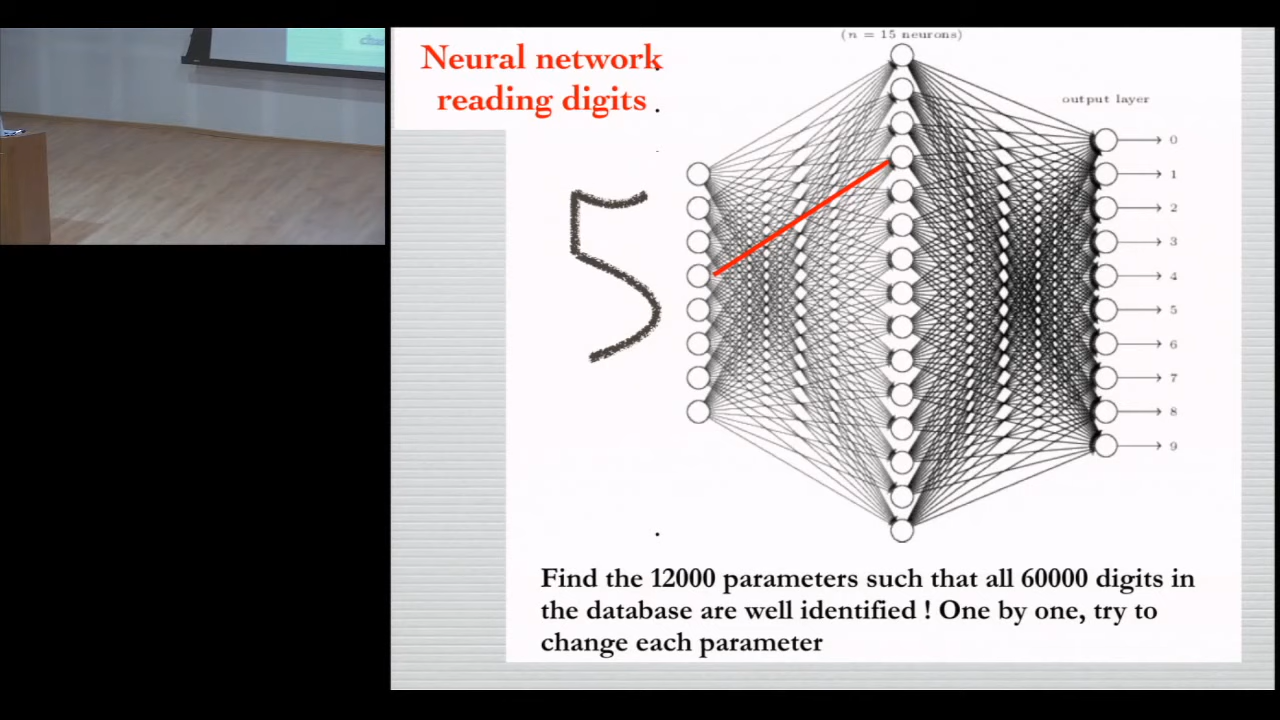 Neural network
reading digits
(n = 15 neurons)
output layer
0
1
2
3
4
5
6
7
8
9
5
Find the 12000 parameters such that all 60000 digits in
the database are well identified ! One by one, try to
change each parameter